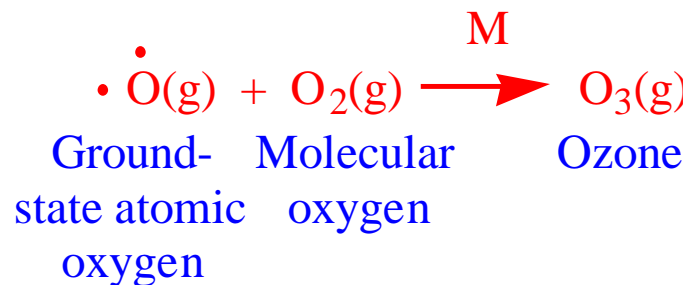 M
·Ȯ(g) + O₂(g) → O₃(g)
Ground- Molecular Ozone
state atomic oxygen
oxygen